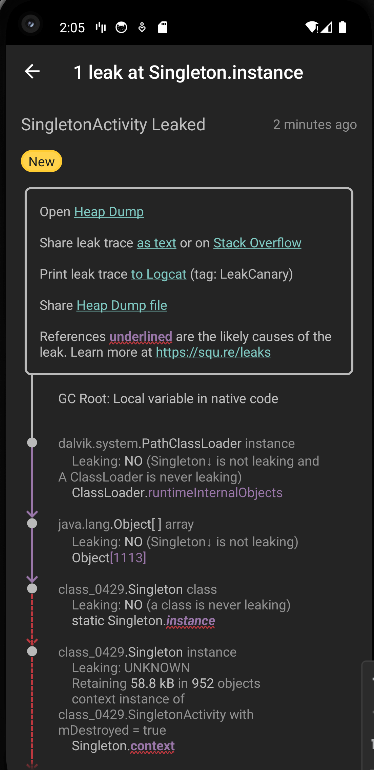 2:05
1 leak at Singleton.instance
SingletonActivity Leaked
2 minutes ago
New
Open Heap Dump
Share leak trace as text or on Stack Overflow
Print leak trace to Logcat (tag: LeakCanary)
Share Heap Dump file
References underlined are the likely causes of the
leak. Learn more at https://squ.re/leaks
GC Root: Local variable in native code
dalvik.system.PathClassLoader instance
Leaking: NO (Singleton↓ is not leaking and
A ClassLoader is never leaking)
ClassLoader.runtimeInternalObjects
java.lang.Object[] array
Leaking: NO (Singleton↓ is not leaking)
Object[1113]
class_0429.Singleton class
Leaking: NO (a class is never leaking)
static Singleton.instance
class_0429.Singleton instance
Leaking: UNKNOWN
Retaining 58.8 kB in 952 objects
context instance of
class_0429.SingletonActivity with
mDestroyed = true
Singleton.context